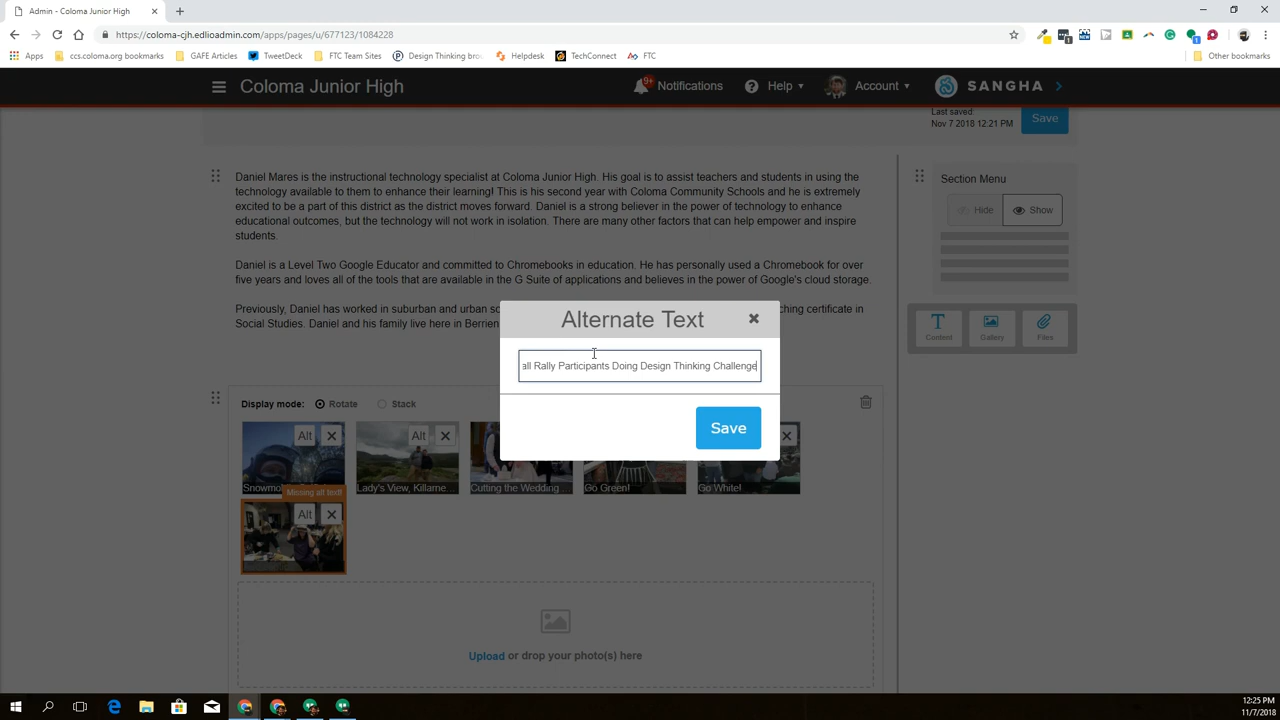 Admin - Coloma Junior High
https://coloma-cjh.edlioadmin.com/apps/pages/u/677123/1084228
Apps ccs.coloma.org bookmarks GAFE Articles TweetDeck FTC Team Sites Design Thinking bro Helpdesk TechConnect FTC Other bookmarks
Coloma Junior High 9+ Notifications Help Account SANGHA
Last saved:
Nov 7 2018 12:21 PM
Save
Daniel Mares is the instructional technology specialist at Coloma Junior High. His goal is to assist teachers and students in using the
technology available to them to enhance their learning! This is his second year with Coloma Community Schools and he is extremely
excited to be a part of this district as the district moves forward. Daniel is a strong believer in the power of technology to enhance
educational outcomes, but the technology will not work in isolation. There are many other factors that can help empower and inspire
students.
Daniel is a Level Two Google Educator and committed to Chromebooks in education. He has personally used a Chromebook for over
five years and loves all of the tools that are available in the G Suite of applications and believes in the power of Google's cloud storage.
Previously, Daniel has worked in suburban and urban sc
ching certificate in
Social Studies. Daniel and his family live here in Berrien
Section Menu
Hide Show
Content Gallery Files
Alternate Text
all Rally Participants Doing Design Thinking Challenge
Save
Display mode: Rotate Stack
Alt Alt
Snowmo Lady's View, Killarne Cutting the Wedding ... Go Green! Go White!
Missing alt text!
Alt
Upload or drop your photo(s) here
12:25 PM
11/7/2018